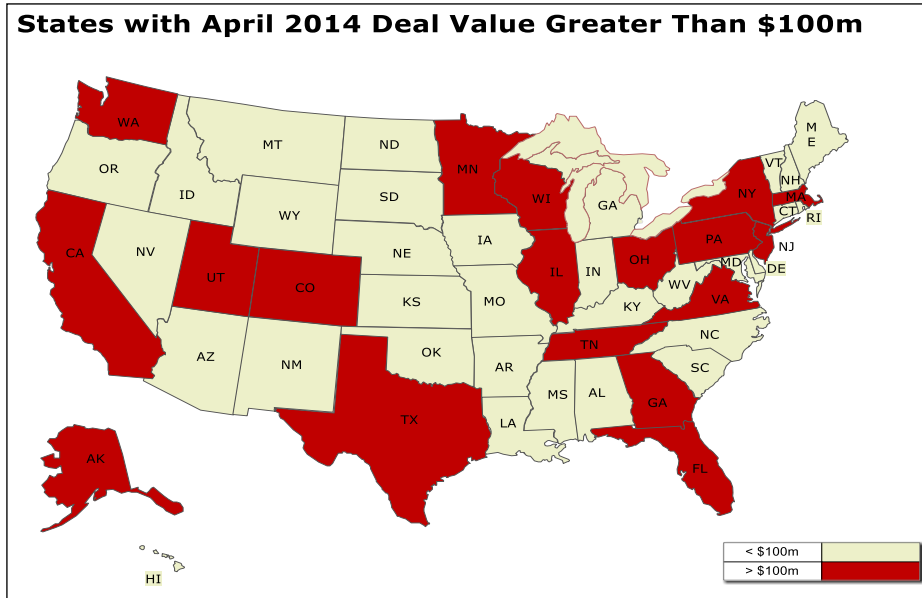 States with April 2014 Deal Value Greater Than $100m
WA
MT
ND
MN
OR
ID
WY
SD
WI
GA
NY
VT
NH
M
E
MA
CT
RI
CA
NV
UT
CO
NE
IA
IL
IN
OH
PA
NJ
MD
DE
WV
VA
KS
MO
KY
AZ
NM
OK
AR
TN
NC
SC
TX
LA
MS
AL
GA
FL
AK
HI
< $100m
> $100m